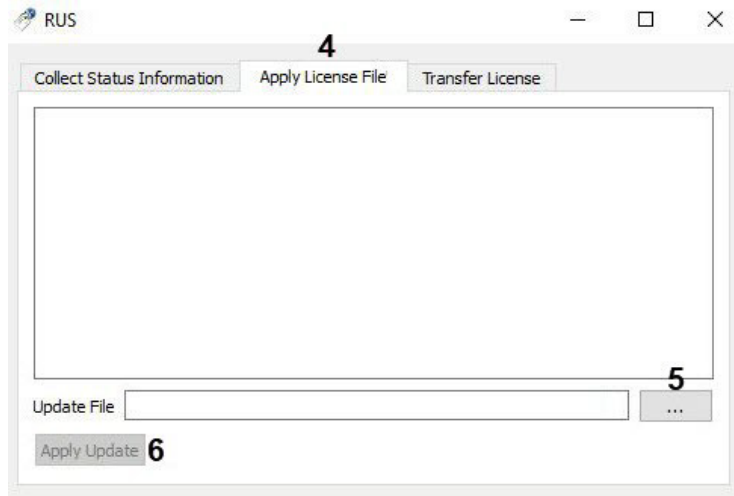 RUS
4
Collect Status Information Apply License File Transfer License
5
Update File ...
Apply Update 6